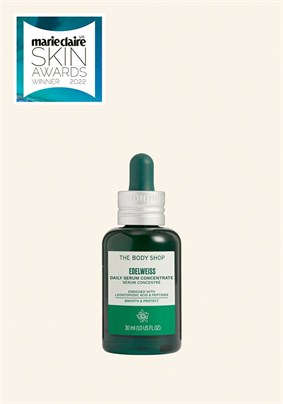 marie claire UK
SKIN
AWARDS
WINNER 2022
THE BODY SHOP
EDELWEISS
DAILY SERUM CONCENTRATE
SÉRUM CONCENTRÉ
ENRICHED WITH
LEONTOPODIC ACID & PEPTIDES
SMOOTH & PROTECT
30 ml (1.0 US FL OZ)